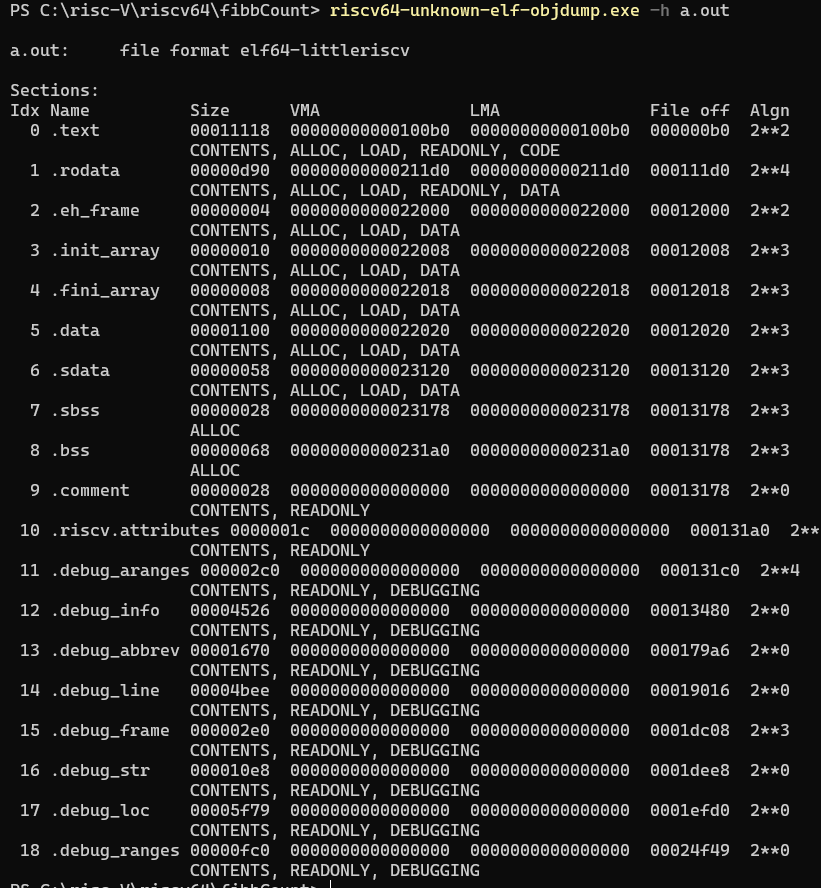 PS C:\risc-V\riscv64\fibbCount> riscv64-unknown-elf-objdump.exe -h a.out

a.out:     file format elf64-littleriscv

Sections:
Idx Name          Size      VMA               LMA               File off  Algn
  0 .text         00011118  00000000000100b0  00000000000100b0  000000b0  2**2
                  CONTENTS, ALLOC, LOAD, READONLY, CODE
  1 .rodata       00000d90  00000000000211d0  00000000000211d0  000111d0  2**4
                  CONTENTS, ALLOC, LOAD, READONLY, DATA
  2 .eh_frame     00000004  0000000000022000  0000000000022000  00012000  2**2
                  CONTENTS, ALLOC, LOAD, DATA
  3 .init_array   00000010  0000000000022008  0000000000022008  00012008  2**3
                  CONTENTS, ALLOC, LOAD, DATA
  4 .fini_array   00000008  0000000000022018  0000000000022018  00012018  2**3
                  CONTENTS, ALLOC, LOAD, DATA
  5 .data         00001100  0000000000022020  0000000000022020  00012020  2**3
                  CONTENTS, ALLOC, LOAD, DATA
  6 .sdata        00000058  0000000000023120  0000000000023120  00013120  2**3
                  CONTENTS, ALLOC, LOAD, DATA
  7 .sbss         00000028  0000000000023178  0000000000023178  00013178  2**3
                  ALLOC
  8 .bss          00000068  00000000000231a0  00000000000231a0  00013178  2**3
                  ALLOC
  9 .comment      00000028  0000000000000000  0000000000000000  00013178  2**0
                  CONTENTS, READONLY
 10 .riscv.attributes 0000001c  0000000000000000  0000000000000000  000131a0  2**
                  CONTENTS, READONLY
 11 .debug_aranges 000002c0  0000000000000000  0000000000000000  000131c0  2**4
                  CONTENTS, READONLY, DEBUGGING
 12 .debug_info   00004526  0000000000000000  0000000000000000  00013480  2**0
                  CONTENTS, READONLY, DEBUGGING
 13 .debug_abbrev 00001670  0000000000000000  0000000000000000  000179a6  2**0
                  CONTENTS, READONLY, DEBUGGING
 14 .debug_line   00004bee  0000000000000000  0000000000000000  00019016  2**0
                  CONTENTS, READONLY, DEBUGGING
 15 .debug_frame  000002e0  0000000000000000  0000000000000000  0001dc08  2**3
                  CONTENTS, READONLY, DEBUGGING
 16 .debug_str    000010e8  0000000000000000  0000000000000000  0001dee8  2**0
                  CONTENTS, READONLY, DEBUGGING
 17 .debug_loc    00005f79  0000000000000000  0000000000000000  0001efd0  2**0
                  CONTENTS, READONLY, DEBUGGING
 18 .debug_ranges 00000fc0  0000000000000000  0000000000000000  00024f49  2**0
                  CONTENTS, READONLY, DEBUGGING
PS C:\risc-V\riscv64\fibbCount>